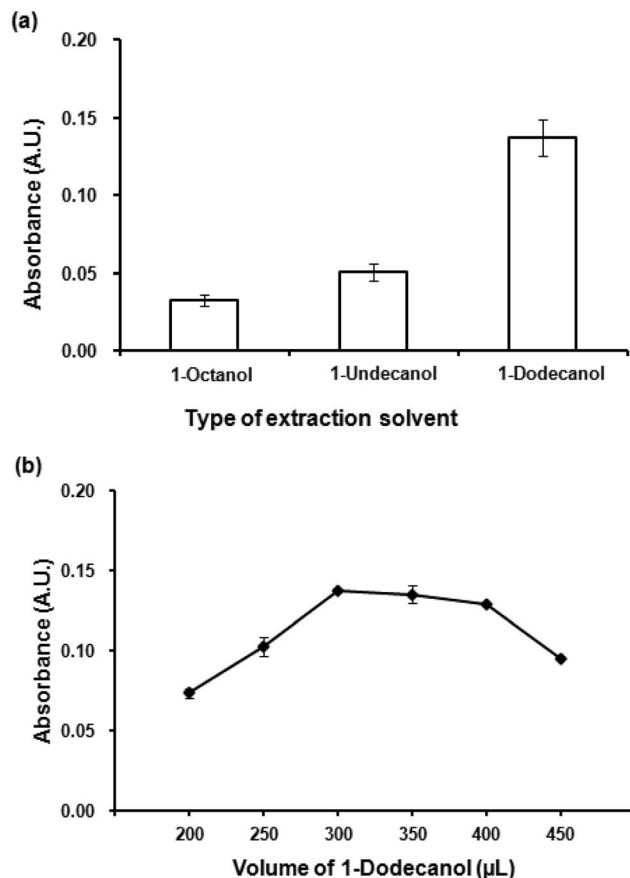 (a)
0.20
0.15
0.10
0.05
0.00
Absorbance (A.U.)
1-Octanol 1-Undecanol 1-Dodecanol
Type of extraction solvent
(b)
0.20
0.15
0.10
0.05
0.00
Absorbance (A.U.)
200 250 300 350 400 450
Volume of 1-Dodecanol (µL)